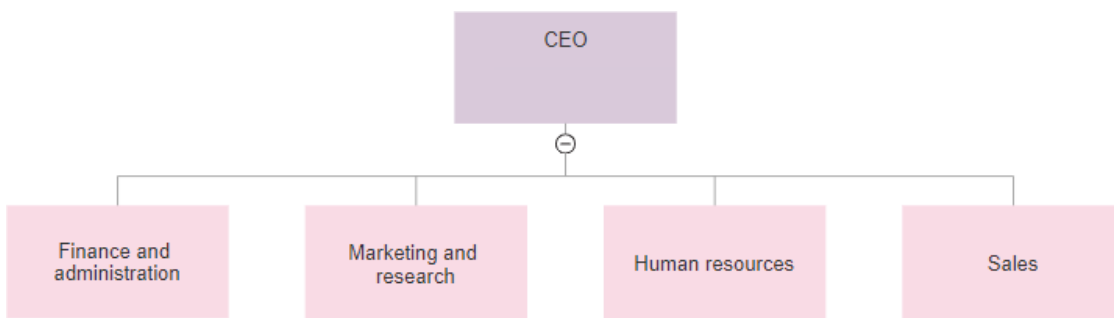 CEO
Finance and
administration
Marketing and
research
Human resources
Sales